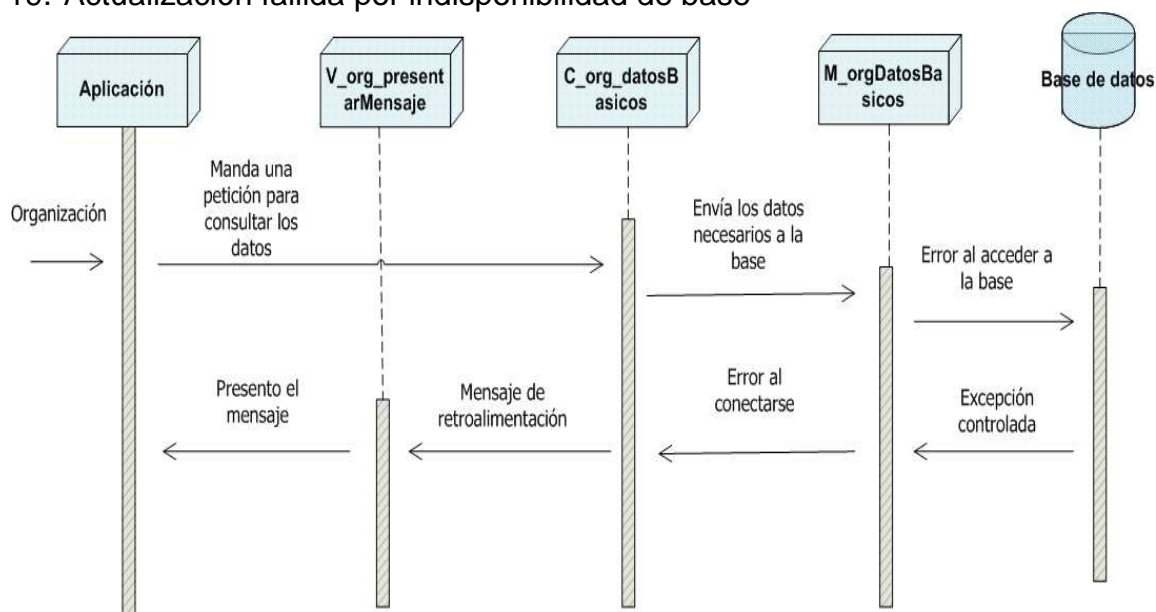 10. Actualización fallida por indisponibilidad de base
Aplicación
V_org_present
arMensaje
C_org_datosB
asicos
M_orgDatosBa
sicos
Base de datos
Organización
Manda una
petición para
consultar los
datos
Envía los datos
necesarios a la
base
Error al acceder a
la base
Presento el
mensaje
Mensaje de
retroalimentación
Error al
conectarse
Excepción
controlada